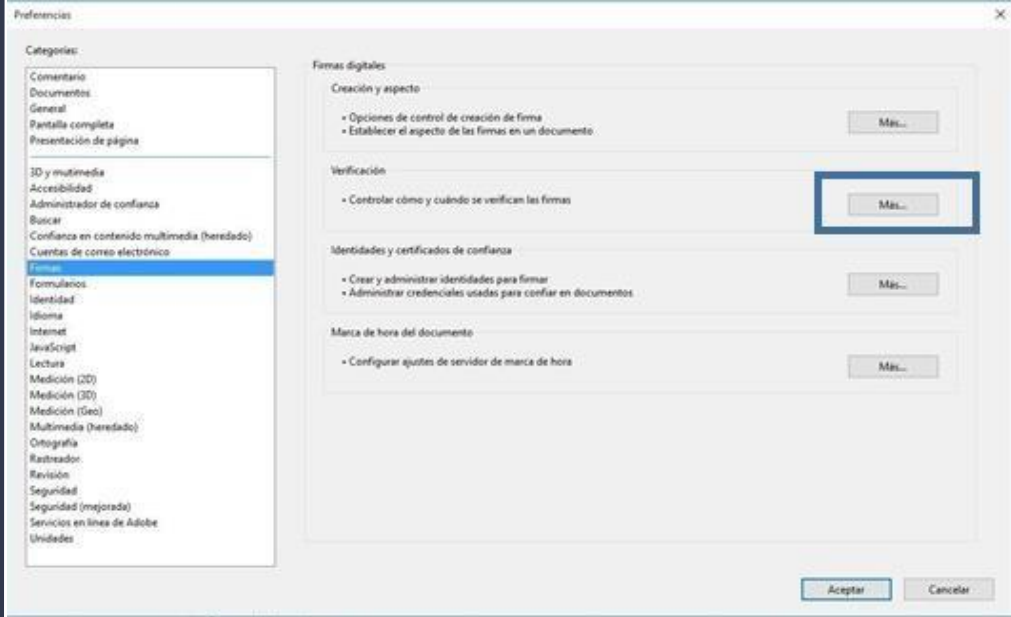 Preferencias
Categorías:
Comentario
Documentos
General
Pantalla completa
Presentación de página
3D y mutimedia
Accesibilidad
Administrador de confianza
Buscar
Confianza en contenido multimedia (heredado)
Cuentas de correo electrónico
Firmas
Formularios
Identidad
Idioma
Internet
JavaScript
Lectura
Medición (2D)
Medición (3D)
Medición (Geo)
Multimedia (heredado)
Ortografía
Rastreador
Revisión
Seguridad
Seguridad (mejorada)
Servicios en línea de Adobe
Unidades
Firmas digitales
Creación y aspecto
• Opciones de control de creación de firma
• Establecer el aspecto de las firmas en un documento
Más...
Verificación
• Controlar cómo y cuándo se verifican las firmas
Más...
Identidades y certificados de confianza
• Crear y administrar identidades para firmar
• Administrar credenciales usadas para confiar en documentos
Más...
Marca de hora del documento
• Configurar ajustes de servidor de marca de hora
Más...
Aceptar
Cancelar